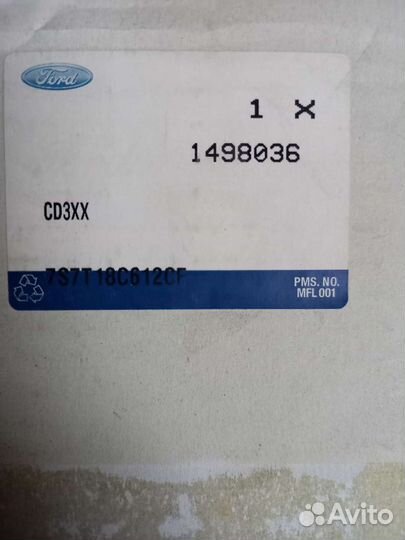 Ford
1 X
1498036
CD3XX
7S7T18C612CF
PMS. NO.
MFL 001
Avito